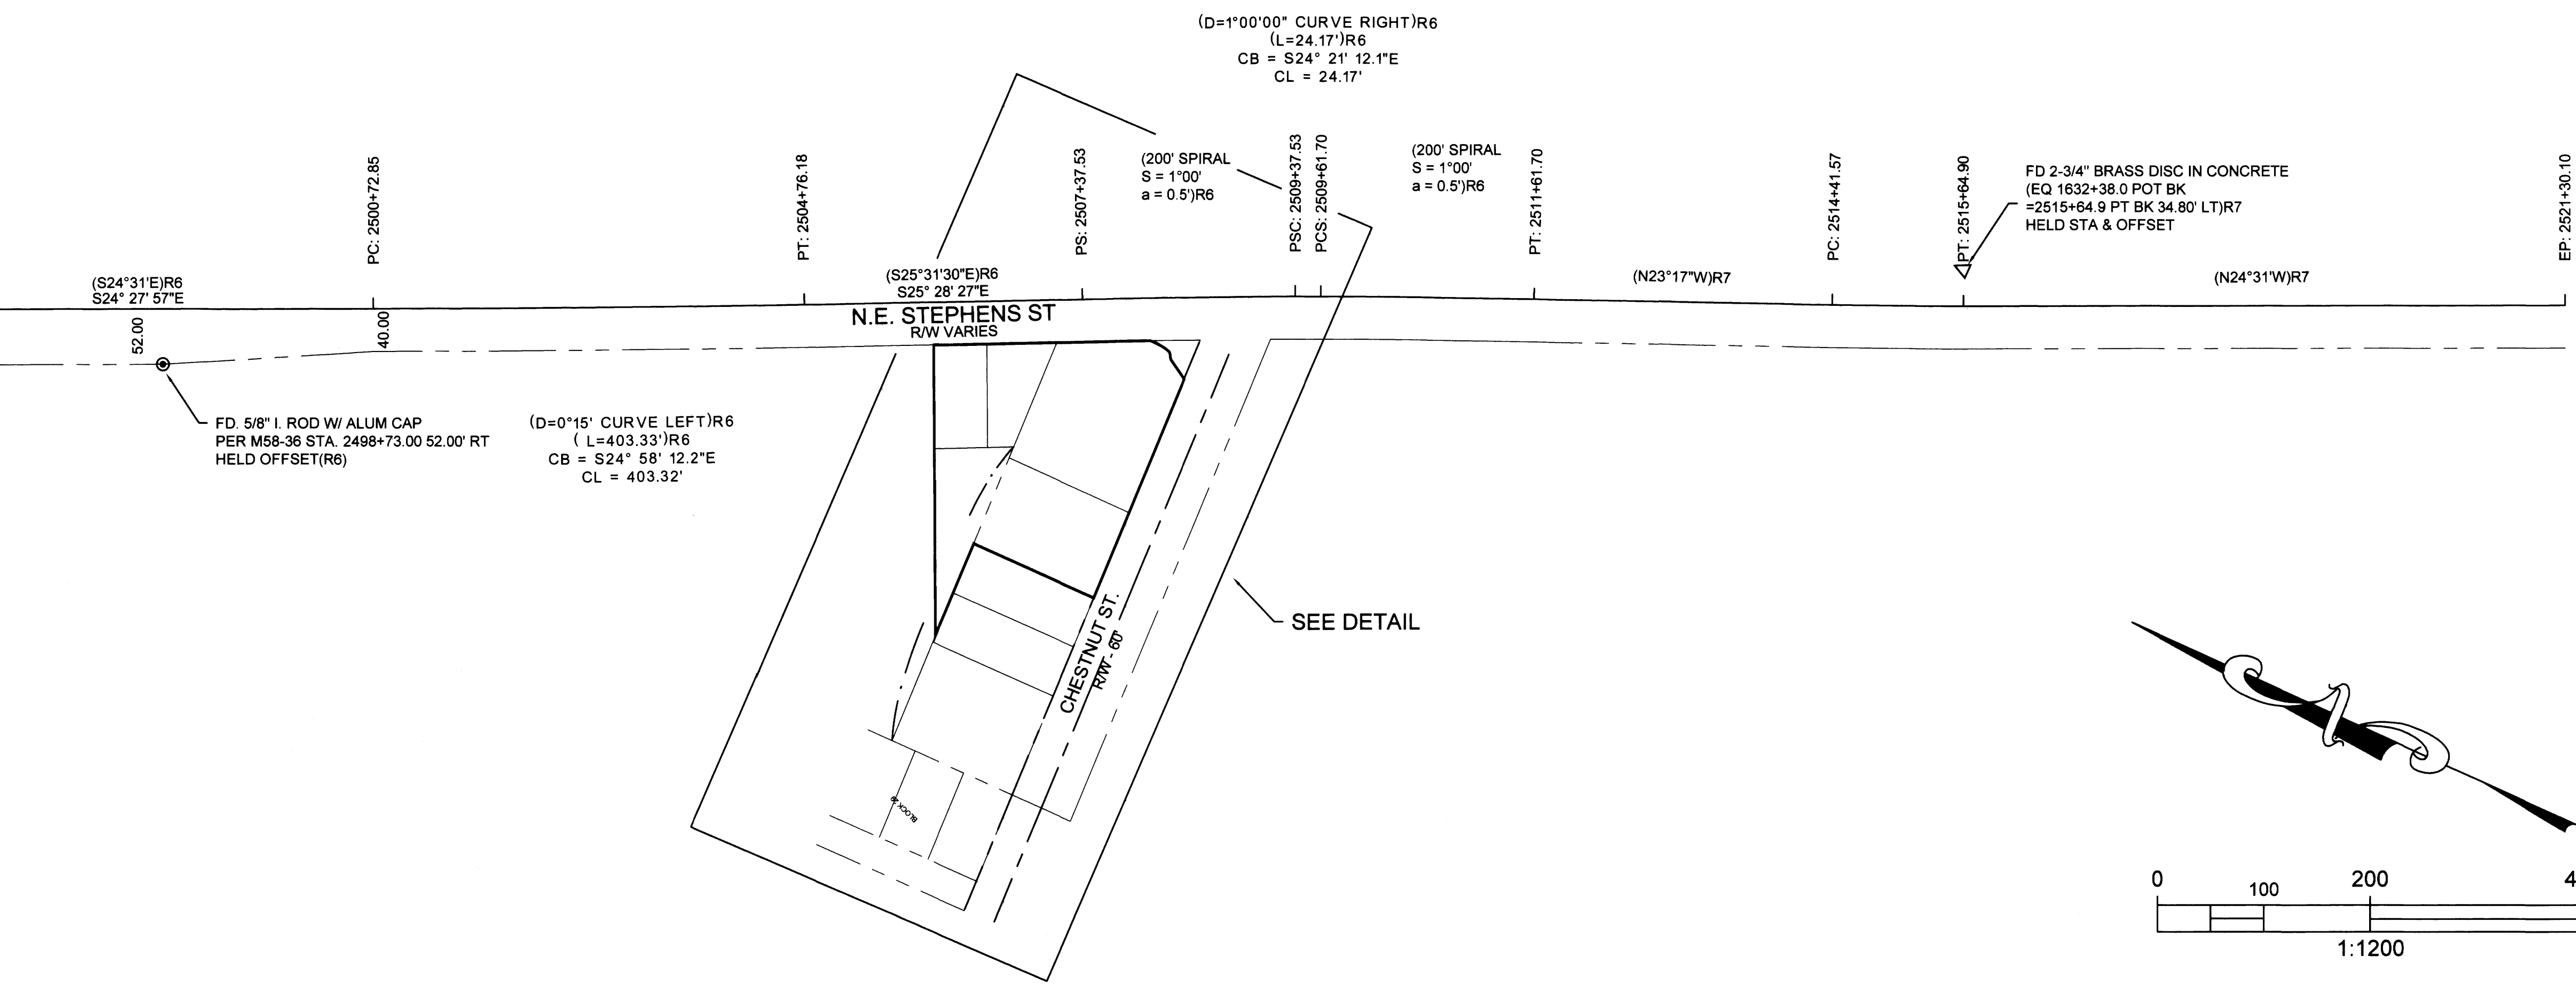 (D=1°00'00" CURVE RIGHT)R6
(L=24.17')R6
CB = S24° 21' 12.1"E
CL = 24.17'
PC: 2500+72.85
PT: 2504+76.18
PS: 2507+37.53
(200' SPIRAL
S = 1°00'
a = 0.5')R6
PSC: 2509+37.53
PCS: 2509+61.70
(200' SPIRAL
S = 1°00'
a = 0.5')R6
PT: 2511+61.70
PC: 2514+41.57
PT: 2515+64.90
FD 2-3/4" BRASS DISC IN CONCRETE
(EQ 1632+38.0 POT BK
=2515+64.9 PT BK 34.80' LT)R7
HELD STA & OFFSET
EP: 2521+30.10
(S24°31'E)R6
S24° 27' 57"E
(S25°31'30"E)R6
S25° 28' 27"E
(N23°17"W)R7
(N24°31'W)R7
N.E. STEPHENS ST
R/W VARIES
52.00
40.00
FD. 5/8" I. ROD W/ ALUM CAP
PER M58-36 STA. 2498+73.00 52.00' RT
HELD OFFSET(R6)
(D=0°15' CURVE LEFT)R6
( L=403.33')R6
CB = S24° 58' 12.2"E
CL = 403.32'
CHESTNUT ST.
R/W - 60'
SEE DETAIL
BLOCK 29
0
100
200
4
1:1200